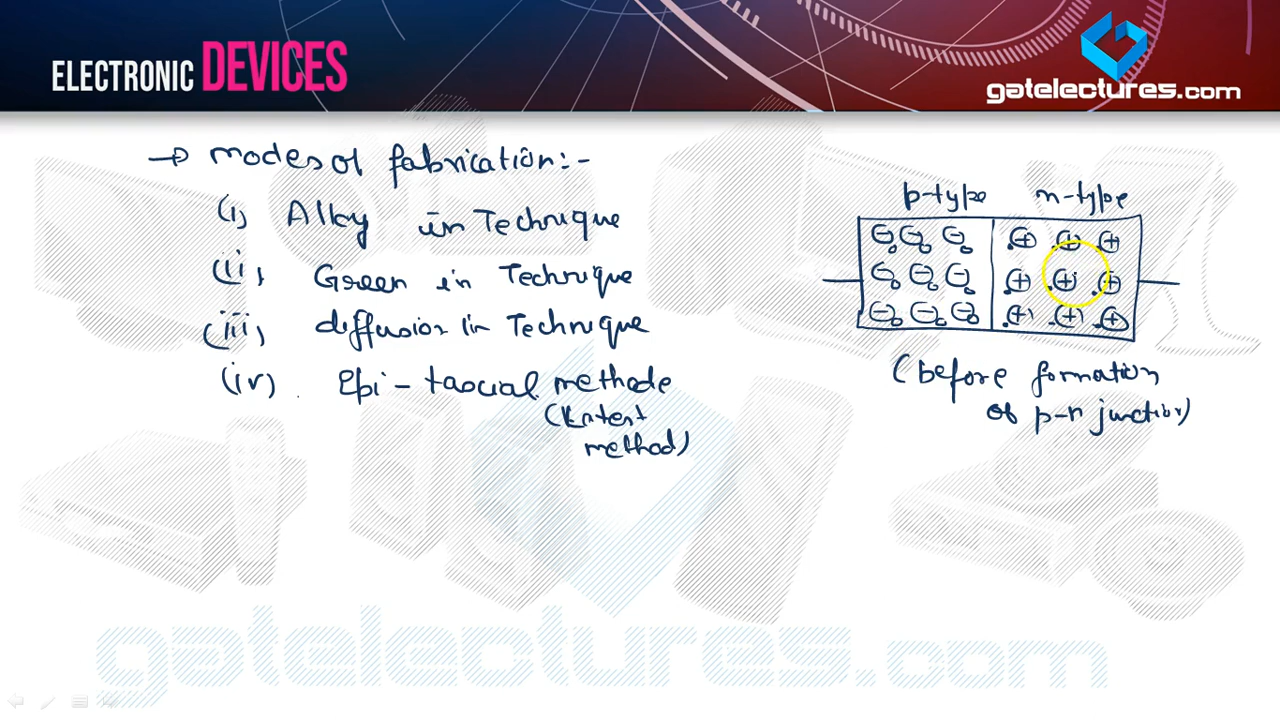 ELECTRONIC DEVICES
gatelectures.com
→ modes of fabrication:-
(i) Alloy in Technique
(ii) Green in Technique
(iii) diffusion in Technique
(iv) Epi-taxcial methode
(Latest
method)
p-type n-type
(before formation
of p-n junction)
gatelectures.com